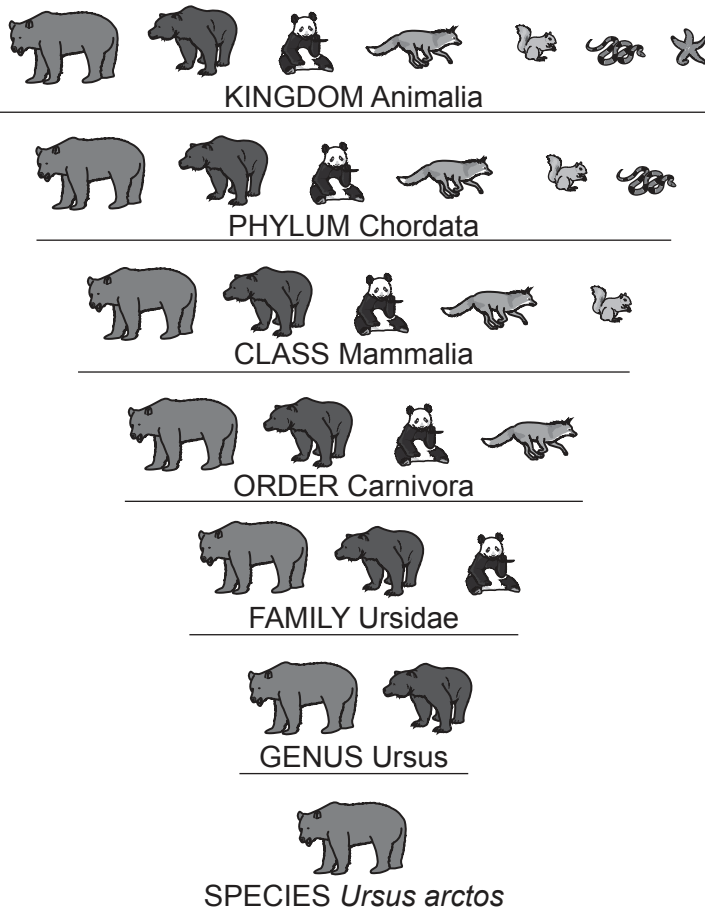 KINGDOM Animalia
PHYLUM Chordata
CLASS Mammalia
ORDER Carnivora
FAMILY Ursidae
GENUS Ursus
SPECIES Ursus arctos